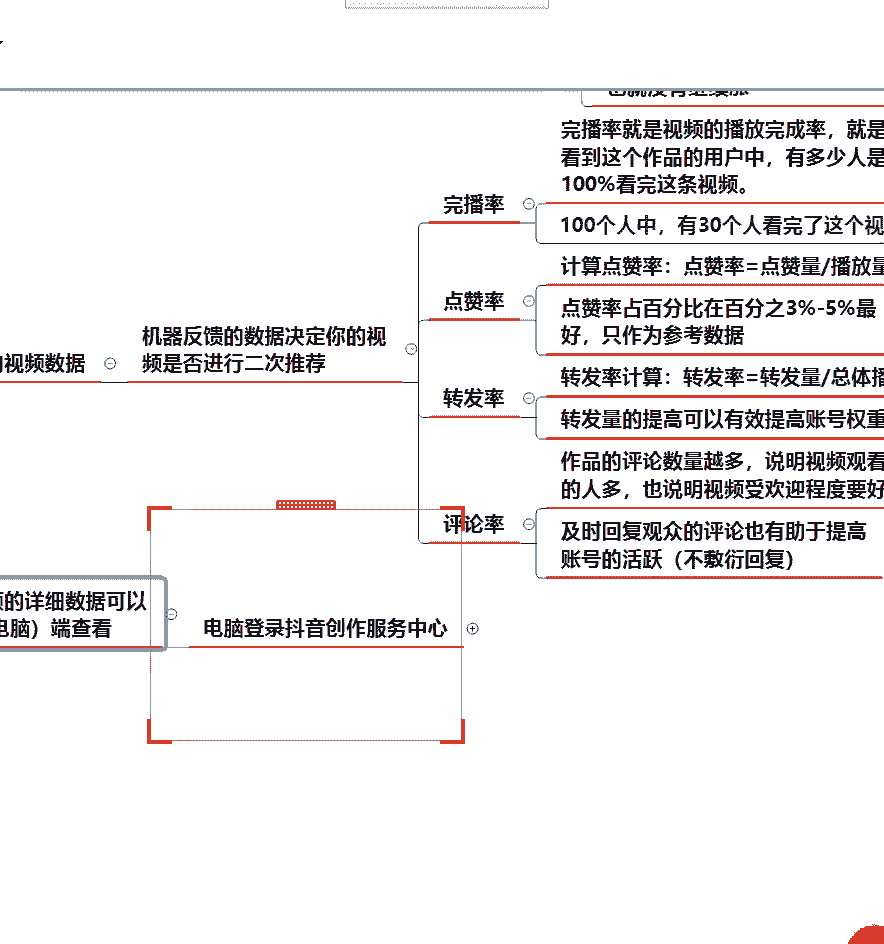 完播率就是视频的播放完成率，就是
看到这个作品的用户中，有多少人是
100%看完这条视频。
完播率
100个人中，有30个人看完了这个视
计算点赞率：点赞率=点赞量/播放量
点赞率
点赞率占百分比在百分之3%-5%最
好，只作为参考数据
机器反馈的数据决定你的视
频是否进行二次推荐
视频数据
转发率计算：转发率=转发量/总体播
转发率
转发量的提高可以有效提高账号权重
作品的评论数量越多，说明视频观看
的人多，也说明视频受欢迎程度要好
评论率
及时回复观众的评论也有助于提高
账号的活跃（不敷衍回复）
的详细数据可以
电脑）端查看
电脑登录抖音创作服务中心